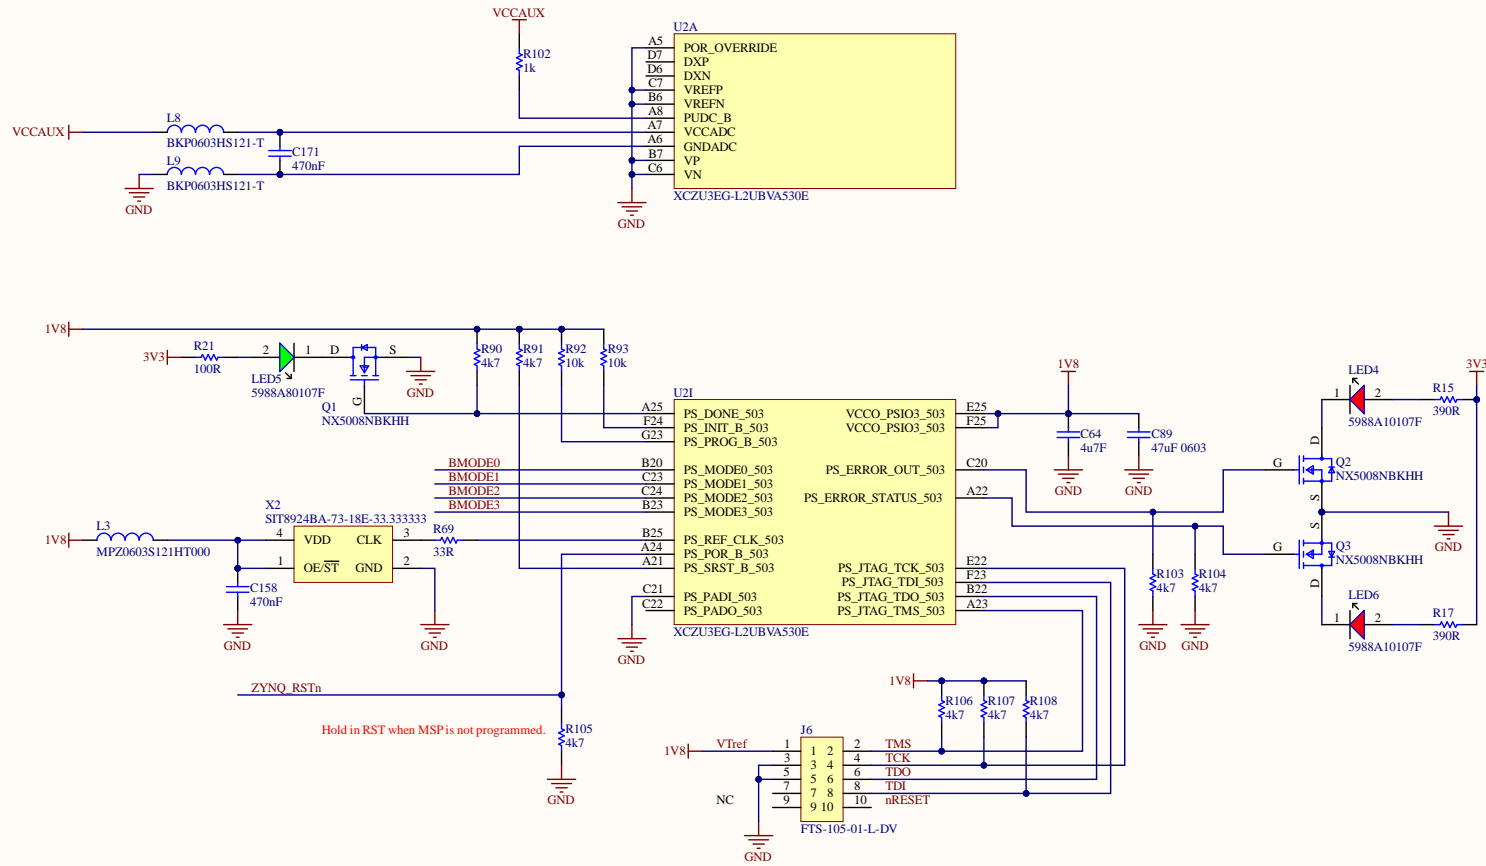 VCCAUX
R102
1k
U2A
A5 POR_OVERRIDE
D7 DXP
D6 DXN
C7 VREFP
B6 VREFN
A8 PUDC_B
A7 VCCADC
A6 GNDADC
B7 VP
C6 VN
XCZU3EG-L2UBVA530E
GND
VCCAUX
L8
BKP0603HS121-T
C171
470nF
L9
BKP0603HS121-T
GND
1V8
3V3
R21
100R
2 1
LED5
5988A80107F
D S
G
Q1
NX5008NBKHH
GND
R90
4k7
R91
4k7
R92
10k
R93
10k
U2I
A25 PS_DONE_503
F24 PS_INIT_B_503
G23 PS_PROG_B_503
BMODE0 B20 PS_MODE0_503
BMODE1 C23 PS_MODE1_503
BMODE2 C24 PS_MODE2_503
BMODE3 B23 PS_MODE3_503
B25 PS_REF_CLK_503
A24 PS_POR_B_503
A21 PS_SRST_B_503
C21 PS_PADI_503
C22 PS_PADO_503
VCCO_PSIO3_503 E25
VCCO_PSIO3_503 F25
PS_ERROR_OUT_503 C20
PS_ERROR_STATUS_503 A22
PS_JTAG_TCK_503 E22
PS_JTAG_TDI_503 F23
PS_JTAG_TDO_503 B22
PS_JTAG_TMS_503 A23
XCZU3EG-L2UBVA530E
GND
X2
SIT8924BA-73-18E-33.333333
1V8
L3
MPZ0603S121HT000
4 VDD CLK 3
1 OE/ST GND 2
R69
33R
C158
470nF
GND
GND
ZYNQ_RSTn
Hold in RST when MSP is not programmed.
R105
4k7
GND
1V8
C64
4u7F
C89
47uF 0603
GND
GND
R103
4k7
R104
4k7
GND
GND
3V3
LED4
1 2
5988A10107F
R15
390R
D
G
S
Q2
NX5008NBKHH
GND
S
G
D
Q3
NX5008NBKHH
LED6
1 2
5988A10107F
R17
390R
1V8
R106
4k7
R107
4k7
R108
4k7
J6
1V8 VTref 1 1 2 2 TMS
3 3 4 4 TCK
5 5 6 6 TDO
7 7 8 8 TDI
NC 9 9 10 10 nRESET
FTS-105-01-L-DV
GND